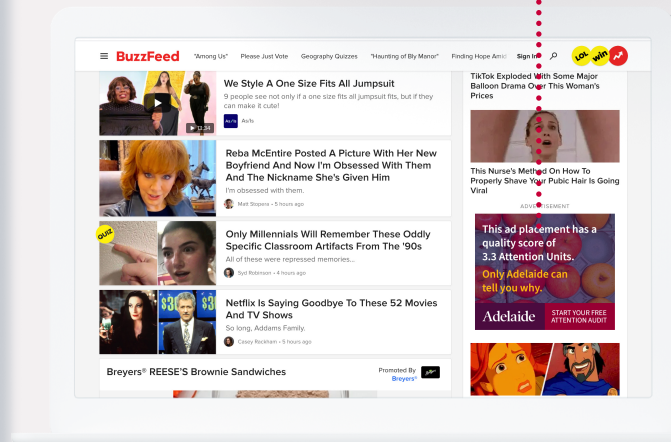 BuzzFeed
"Among Us"
Please Just Vote
Geography Quizzes
"Haunting of Bly Manor"
Finding Hope Amid
Sign In
LOL
win
We Style A One Size Fits All Jumpsuit
9 people see not only if a one size fits all jumpsuit fits, but if they
can make it cute!
As/Is
As/Is
11:34
Reba McEntire Posted A Picture With Her New
Boyfriend And Now I'm Obsessed With Them
And The Nickname She's Given Him
I'm obsessed with them.
Matt Stopera • 5 hours ago
QUIZ
Only Millennials Will Remember These Oddly
Specific Classroom Artifacts From The '90s
All of these were repressed memories...
Syd Robinson • 4 hours ago
Netflix Is Saying Goodbye To These 52 Movies
And TV Shows
So long, Addams Family.
Casey Rackham • 5 hours ago
Breyers® REESE'S Brownie Sandwiches
Promoted By
Breyers®
TikTok Exploded With Some Major
Balloon Drama Over This Woman's
Prices
This Nurse's Method On How To
Properly Shave Your Pubic Hair Is Going
Viral
ADVERTISEMENT
This ad placement has a
quality score of
3.3 Attention Units.
Only Adelaide can
tell you why.
Adelaide
START YOUR FREE
ATTENTION AUDIT